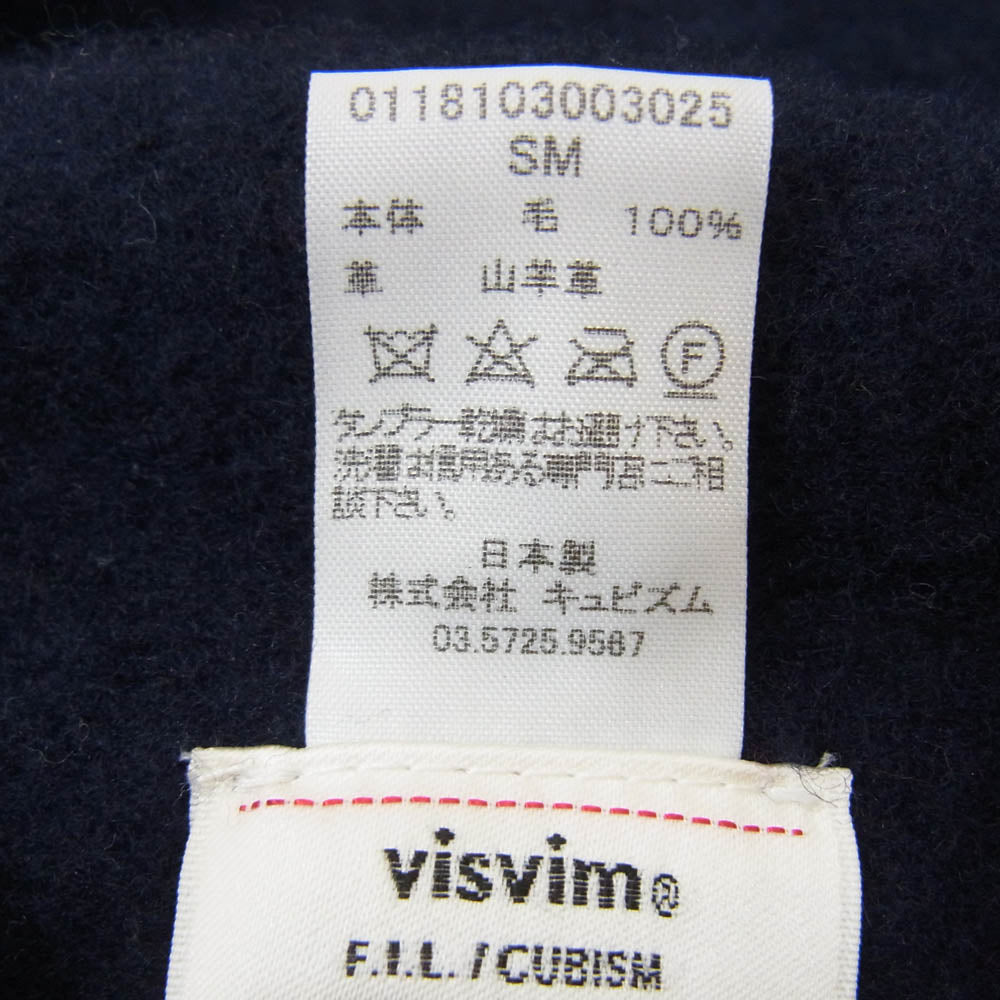 0118103003025
SM
本体 毛 100%
革 山羊革
F
タンブラー乾燥はお避け下さい。
洗濯は信用ある専門店にご相
談下さい。
日本製
株式会社 キュビズム
03.5725.9567
visvim®
F.I.L. / CUBISM